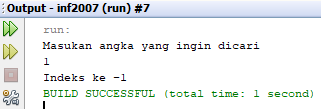 Output - inf2007 (run) #7
run:
Masukan angka yang ingin dicari
1
Indeks ke -1
BUILD SUCCESSFUL (total time: 1 second)